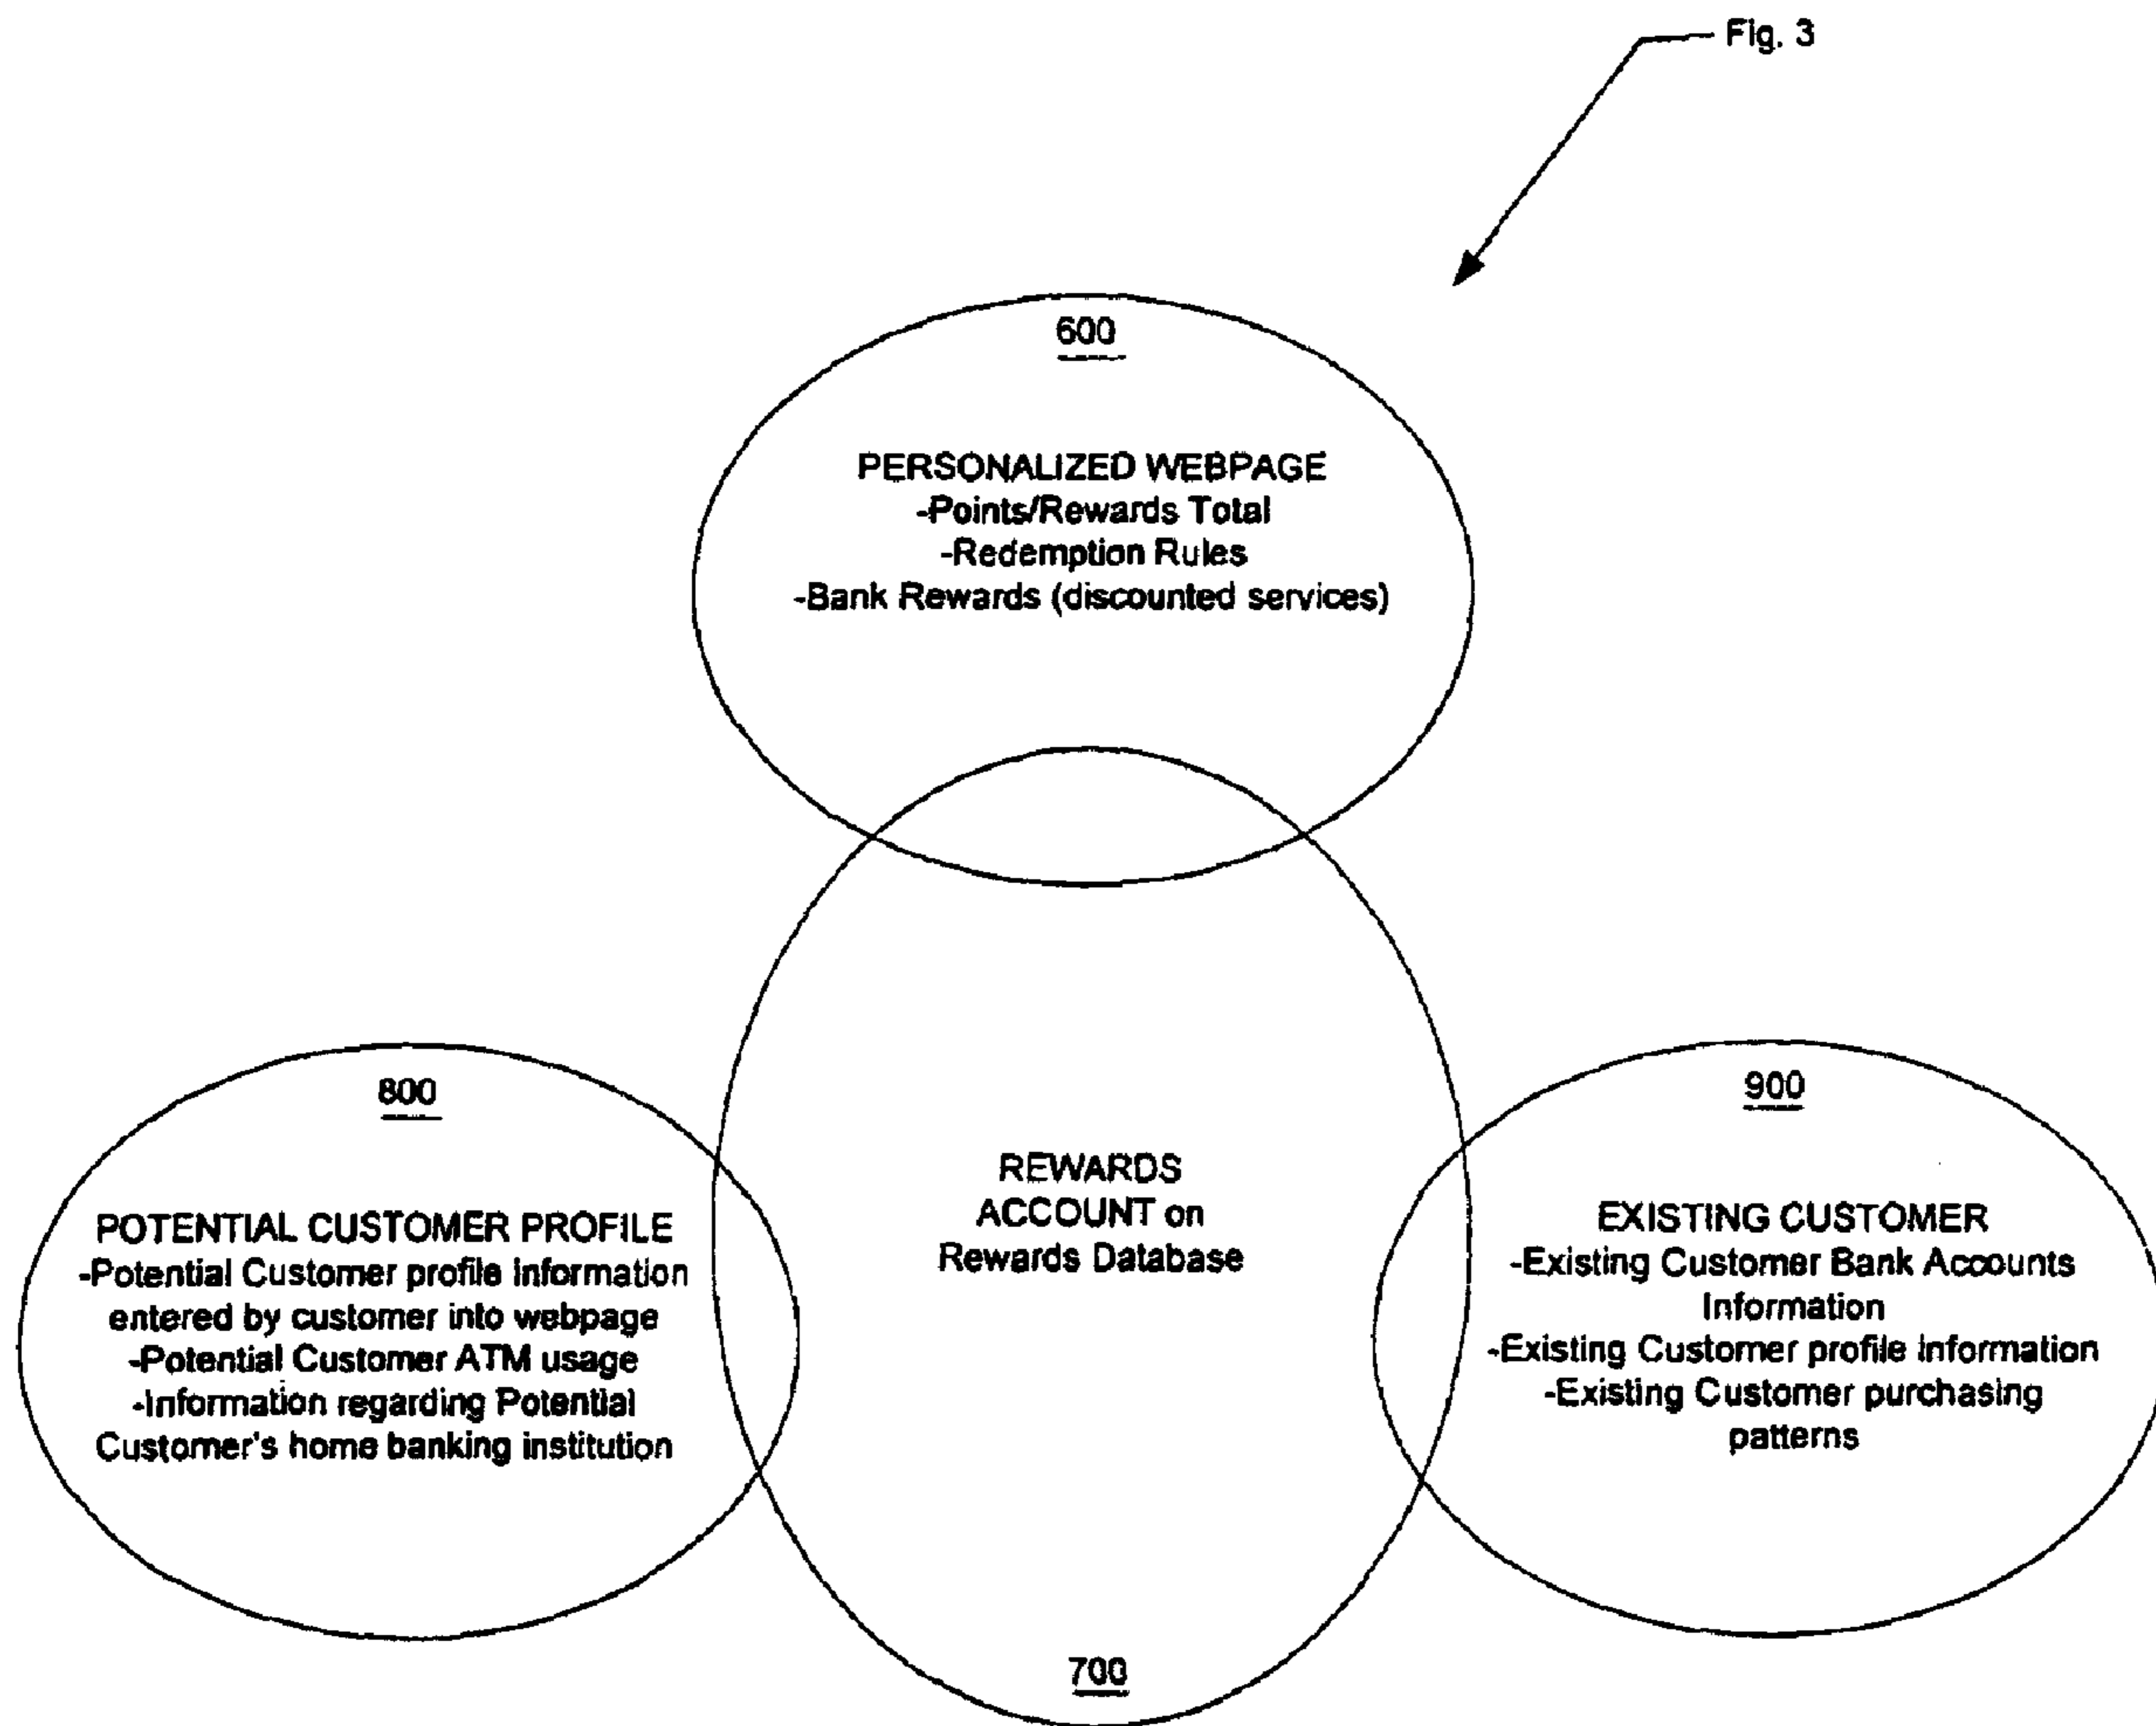 Fig. 3
600
PERSONALIZED WEBPAGE
-Points/Rewards Total
-Redemption Rules
-Bank Rewards (discounted services)
800
POTENTIAL CUSTOMER PROFILE
-Potential Customer profile information
entered by customer into webpage
-Potential Customer ATM usage
-Information regarding Potential
Customer's home banking institution
REWARDS
ACCOUNT on
Rewards Database
700
900
EXISTING CUSTOMER
-Existing Customer Bank Accounts
Information
-Existing Customer profile information
-Existing Customer purchasing
patterns